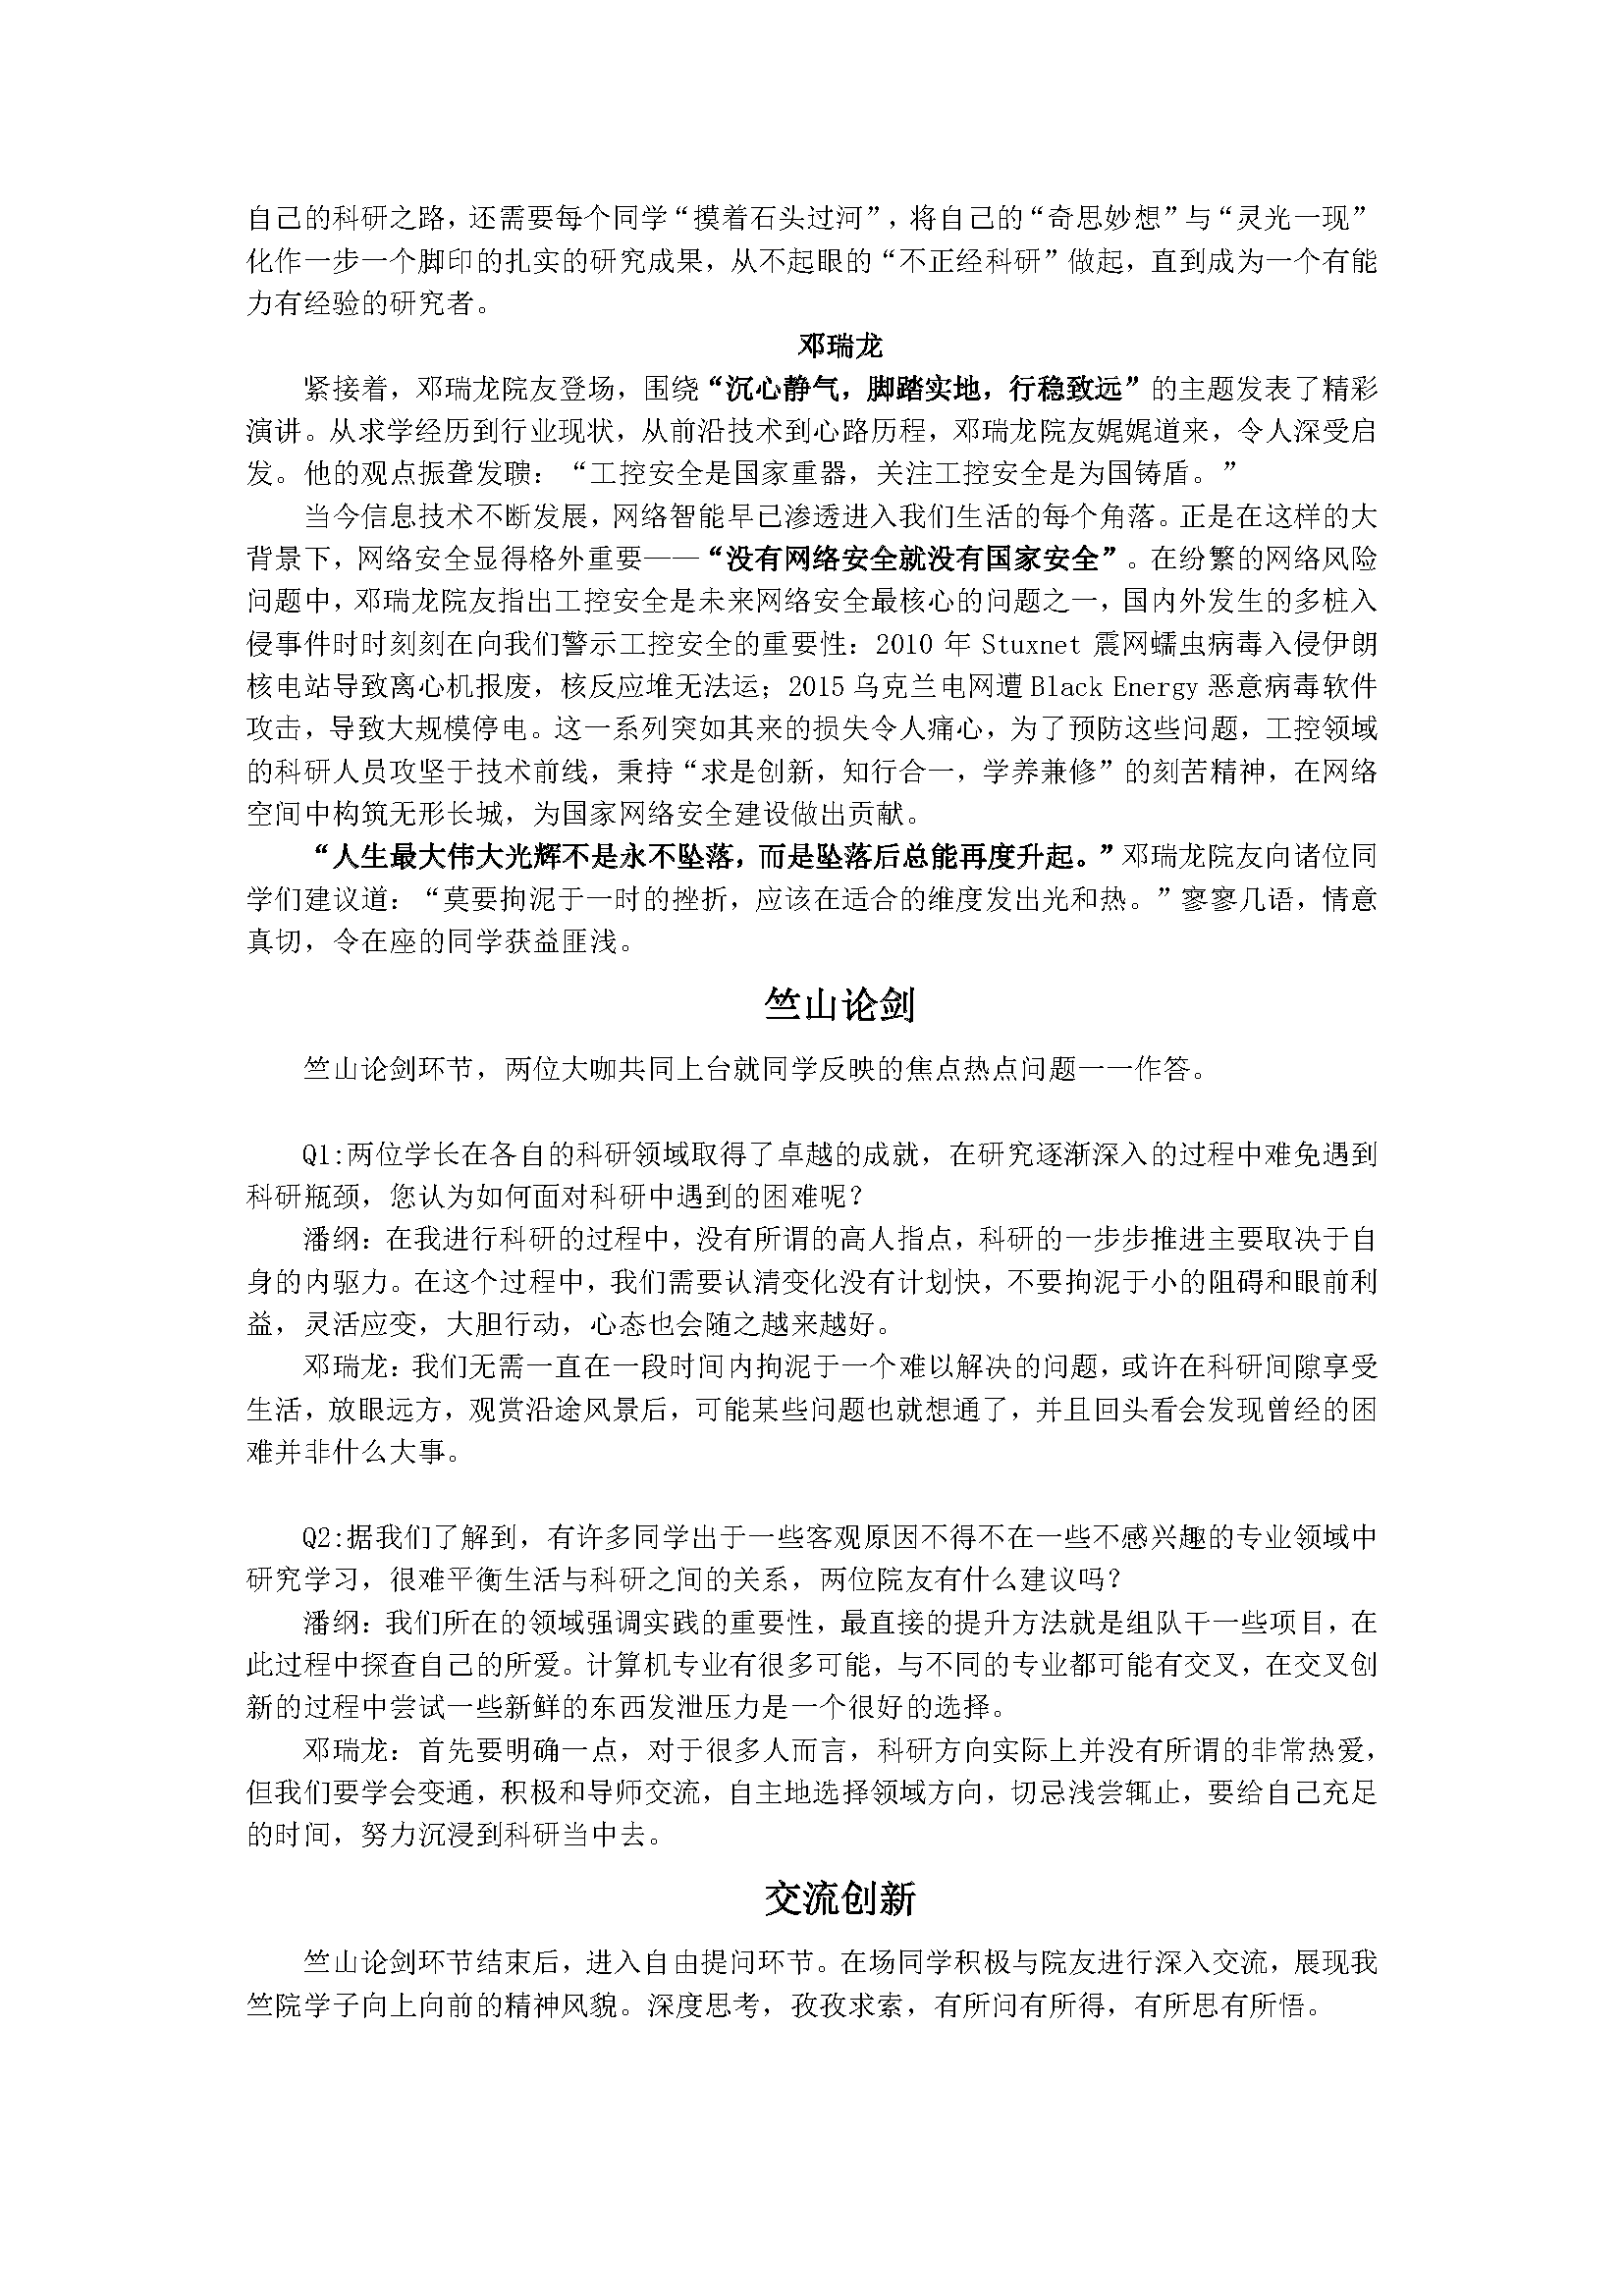 自己的科研之路，还需要每个同学“摸着石头过河”，将自己的“奇思妙想”与“灵光一现”
化作一步一个脚印的扎实的研究成果，从不起眼的“不正经科研”做起，直到成为一个有能
力有经验的研究者。
邓瑞龙
紧接着，邓瑞龙院友登场，围绕“沉心静气，脚踏实地，行稳致远”的主题发表了精彩
演讲。从求学经历到行业现状，从前沿技术到心路历程，邓瑞龙院友娓娓道来，令人深受启
发。他的观点振聋发聩：“工控安全是国家重器，关注工控安全是为国铸盾。”
当今信息技术不断发展，网络智能早已渗透进入我们生活的每个角落。正是在这样的大
背景下，网络安全显得格外重要——“没有网络安全就没有国家安全”。在纷繁的网络风险
问题中，邓瑞龙院友指出工控安全是未来网络安全最核心的问题之一，国内外发生的多桩入
侵事件时时刻刻在向我们警示工控安全的重要性：2010 年 Stuxnet 震网蠕虫病毒入侵伊朗
核电站导致离心机报废，核反应堆无法运；2015 乌克兰电网遭 Black Energy 恶意病毒软件
攻击，导致大规模停电。这一系列突如其来的损失令人痛心，为了预防这些问题，工控领域
的科研人员攻坚于技术前线，秉持“求是创新，知行合一，学养兼修”的刻苦精神，在网络
空间中构筑无形长城，为国家网络安全建设做出贡献。
“人生最大伟大光辉不是永不坠落，而是坠落后总能再度升起。”邓瑞龙院友向诸位同
学们建议道：“莫要拘泥于一时的挫折，应该在适合的维度发出光和热。”寥寥几语，情意
真切，令在座的同学获益匪浅。
竺山论剑
竺山论剑环节，两位大咖共同上台就同学反映的焦点热点问题一一作答。
Q1:两位学长在各自的科研领域取得了卓越的成就，在研究逐渐深入的过程中难免遇到
科研瓶颈，您认为如何面对科研中遇到的困难呢？
潘纲：在我进行科研的过程中，没有所谓的高人指点，科研的一步步推进主要取决于自
身的内驱力。在这个过程中，我们需要认清变化没有计划快，不要拘泥于小的阻碍和眼前利
益，灵活应变，大胆行动，心态也会随之越来越好。
邓瑞龙：我们无需一直在一段时间内拘泥于一个难以解决的问题，或许在科研间隙享受
生活，放眼远方，观赏沿途风景后，可能某些问题也就想通了，并且回头看会发现曾经的困
难并非什么大事。
Q2:据我们了解到，有许多同学出于一些客观原因不得不在一些不感兴趣的专业领域中
研究学习，很难平衡生活与科研之间的关系，两位院友有什么建议吗？
潘纲：我们所在的领域强调实践的重要性，最直接的提升方法就是组队干一些项目，在
此过程中探查自己的所爱。计算机专业有很多可能，与不同的专业都可能有交叉，在交叉创
新的过程中尝试一些新鲜的东西发泄压力是一个很好的选择。
邓瑞龙：首先要明确一点，对于很多人而言，科研方向实际上并没有所谓的非常热爱，
但我们要学会变通，积极和导师交流，自主地选择领域方向，切忌浅尝辄止，要给自己充足
的时间，努力沉浸到科研当中去。
交流创新
竺山论剑环节结束后，进入自由提问环节。在场同学积极与院友进行深入交流，展现我
竺院学子向上向前的精神风貌。深度思考，孜孜求索，有所问有所得，有所思有所悟。